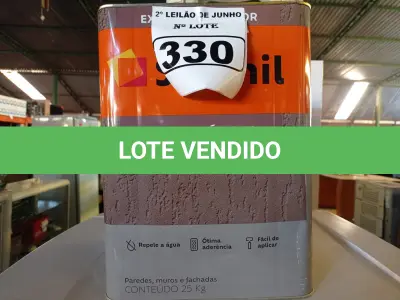 2º LEILÃO DE JUNHO
Nº LOTE
330
LOTE VENDIDO
Repele a água
Ótima
aderência
Fácil de
aplicar
Paredes, muros e fachadas
CONTEÚDO 25 Kg